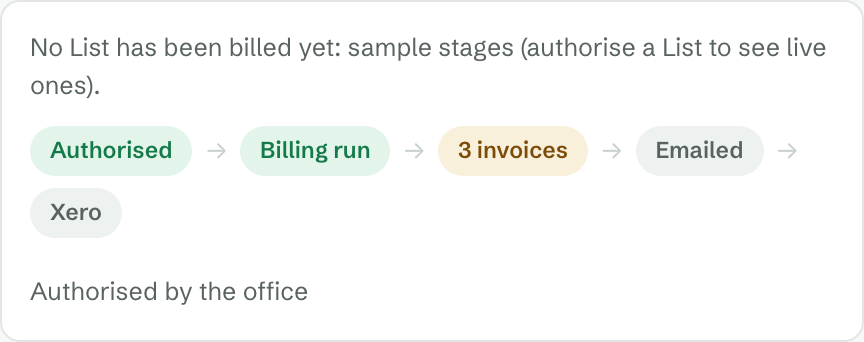 No List has been billed yet: sample stages (authorise a List to see live
ones).
Authorised → Billing run → 3 invoices → Emailed →
Xero
Authorised by the office